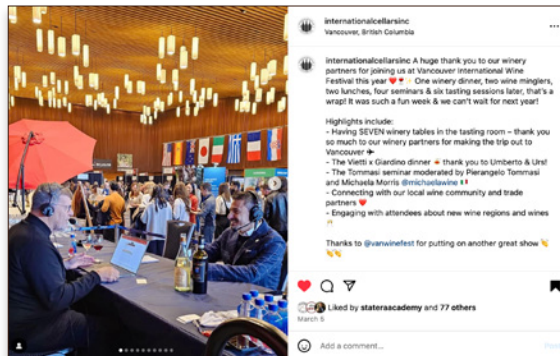 internationalcellarsinc
Vancouver, British Columbia
internationalcellarsinc A huge thank you to our winery
partners for joining us at Vancouver International Wine
Festival this year ❤️🍷✨ One winery dinner, two wine minglers,
two lunches, four seminars & six tasting sessions later, that's a
wrap! It was such a fun week & we can't wait for next year!
Highlights include:
- Having SEVEN winery tables in the tasting room – thank you
so much to our winery partners for making the trip out to
Vancouver ✈
- The Vietti x Giardino dinner 🍝 thank you to Umberto & Urs!
- The Tommasi seminar moderated by Pierangelo Tommasi
and Michaela Morris @michaelawine 🇮🇹
- Connecting with our local wine community and trade
partners ❤️
- Engaging with attendees about new wine regions and wines
🥂
Thanks to @vanwinefest for putting on another great show 👏
👏👏
Liked by stateraacademy and 77 others
March 5
Add a comment...